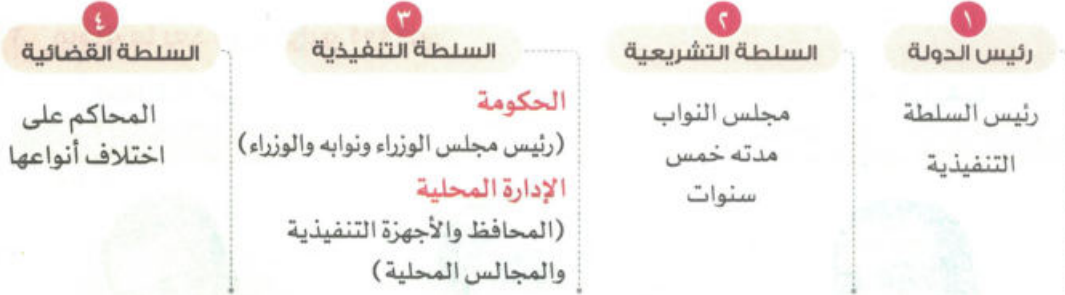 ١
رئيس الدولة
رئيس السلطة
التنفيذية
٢
السلطة التشريعية
مجلس النواب
مدته خمس
سنوات
٣
السلطة التنفيذية
الحكومة
(رئيس مجلس الوزراء ونوابه والوزراء)
الإدارة المحلية
(المحافظ والأجهزة التنفيذية
والمجالس المحلية)
٤
السلطة القضائية
المحاكم على
اختلاف أنواعها